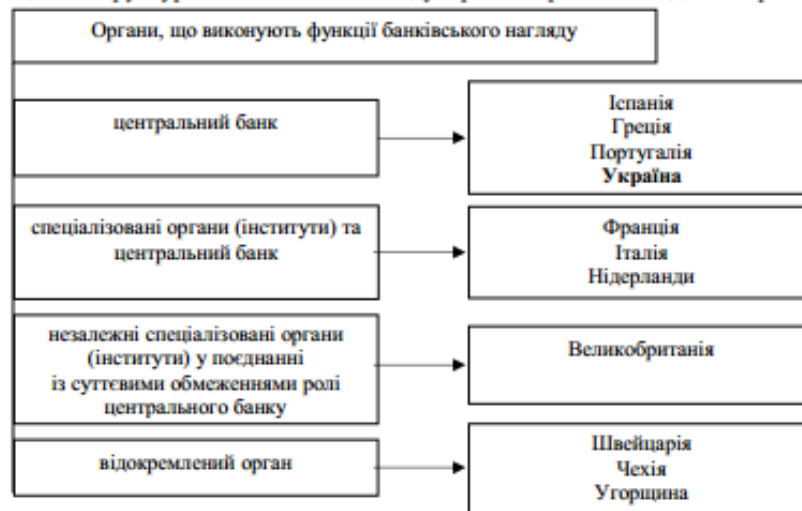 Органи, що виконують функції банківського нагляду
центральний банк
Іспанія
Греція
Португалія
Україна
спеціалізовані органи (інститути) та
центральний банк
Франція
Італія
Нідерланди
незалежні спеціалізовані органи
(інститути) у поєднанні
із суттєвими обмеженнями ролі
центрального банку
Великобританія
відокремлений орган
Швейцарія
Чехія
Угорщина